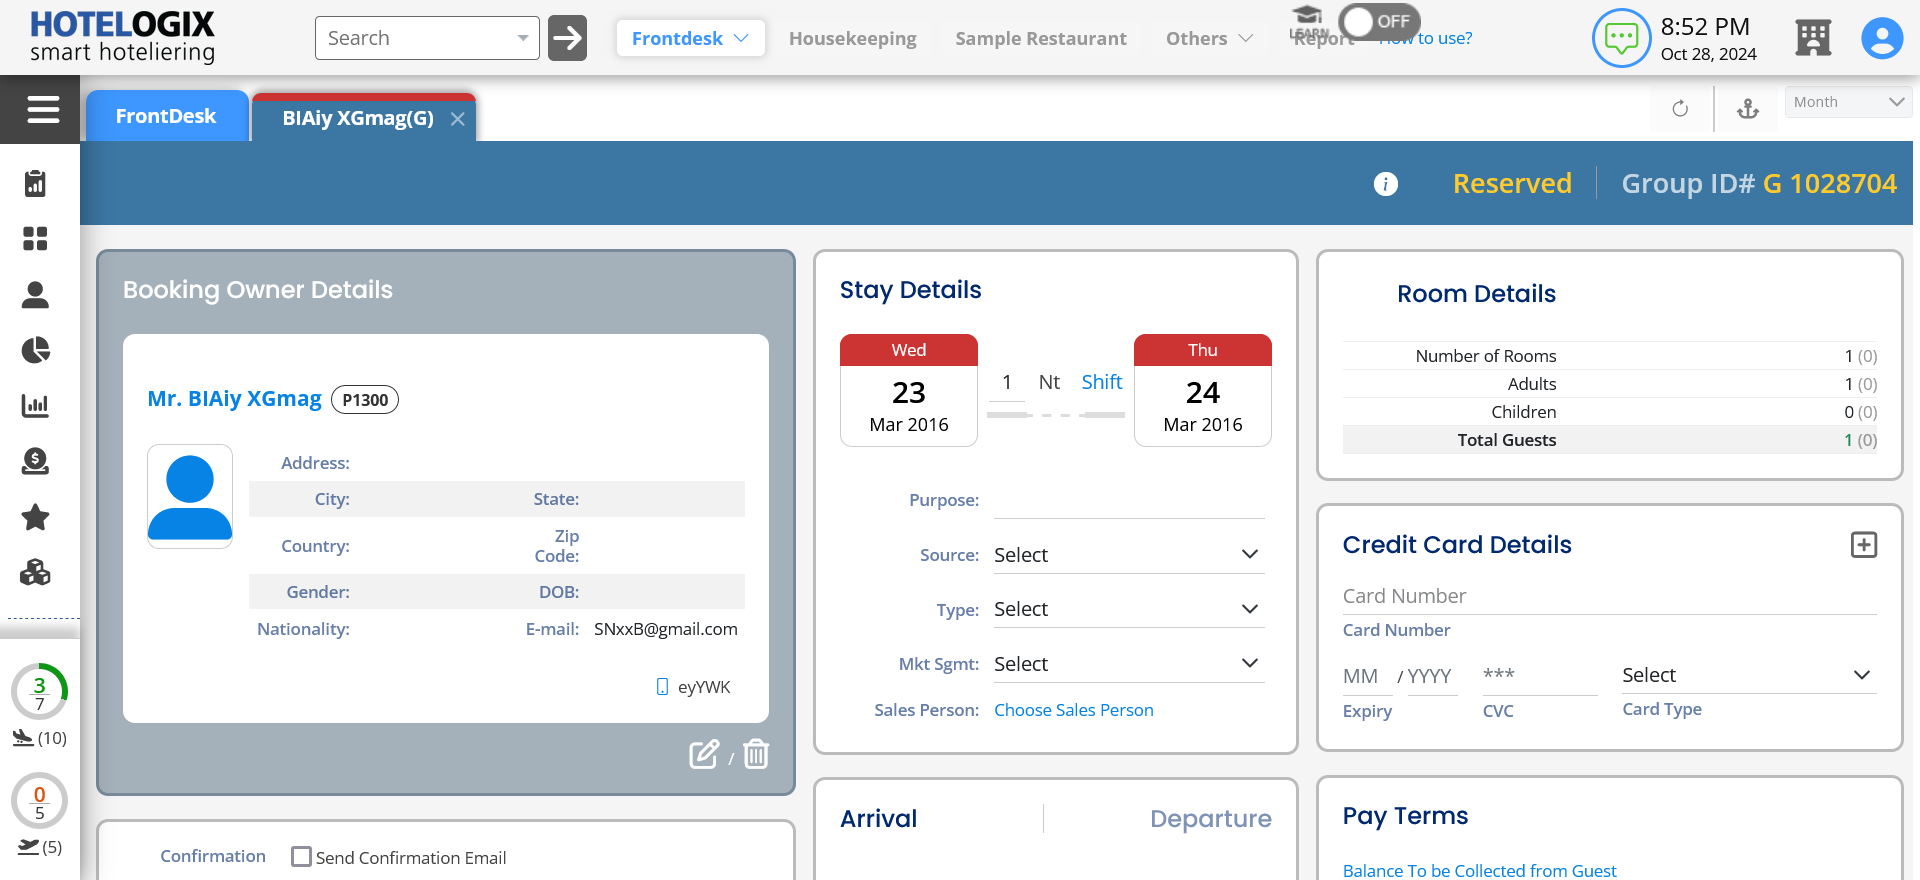 HOTELOGIX
smart hoteliering
Search
Frontdesk
Housekeeping
Sample Restaurant
Others
LEARN
OFF
Report
to use?
8:52 PM
Oct 28, 2024
FrontDesk
BIAiy XGmag(G)
Month
Reserved
Group ID# G 1028704
Booking Owner Details
Mr. BIAiy XGmag P1300
Address:
City: State:
Country: Zip Code:
Gender: DOB:
Nationality: E-mail: SNxxB@gmail.com
eyYWK
/
Confirmation Send Confirmation Email
Stay Details
Wed
23
Mar 2016
1 Nt Shift
Thu
24
Mar 2016
Purpose:
Source: Select
Type: Select
Mkt Sgmt: Select
Sales Person: Choose Sales Person
Arrival
Departure
Room Details
Number of Rooms 1 (0)
Adults 1 (0)
Children 0 (0)
Total Guests 1 (0)
Credit Card Details
Card Number
Card Number
MM / YYYY *** Select
Expiry CVC Card Type
Pay Terms
Balance To be Collected from Guest
3
7
(10)
0
5
(5)